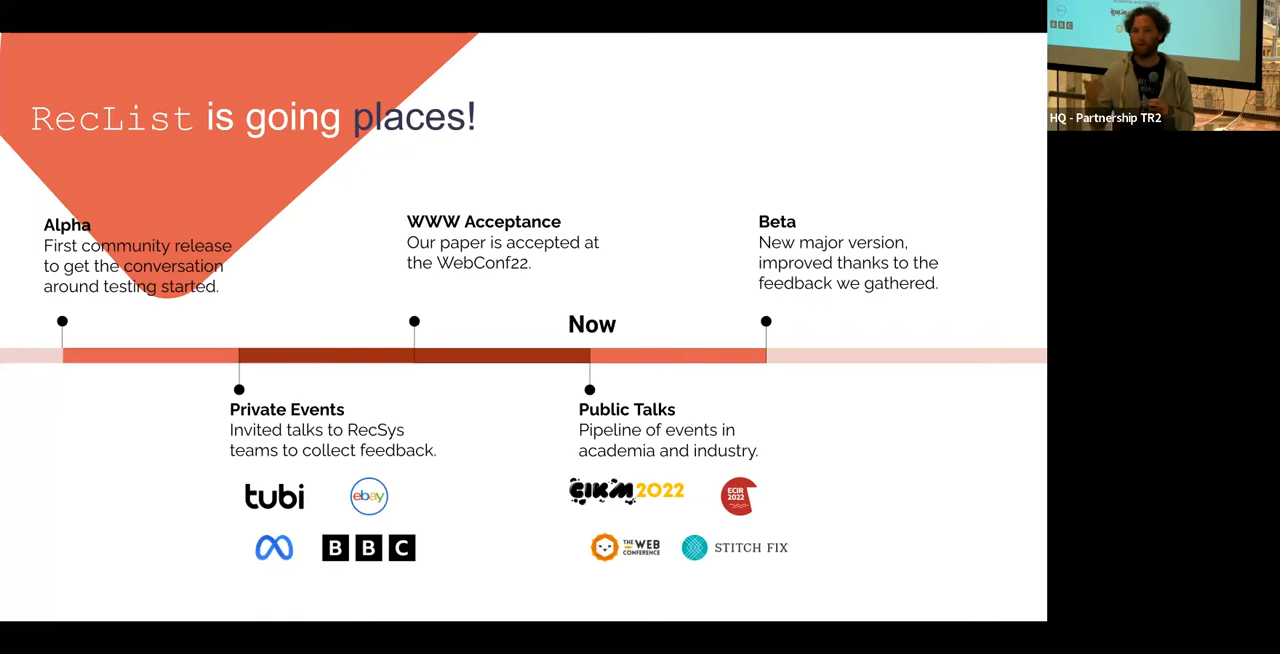 RecList is going places!
Alpha
First community release
to get the conversation
around testing started.
WWW Acceptance
Our paper is accepted at
the WebConf22.
Beta
New major version,
improved thanks to the
feedback we gathered.
Now
Private Events
Invited talks to RecSys
teams to collect feedback.
tubi
ebay
BBC
Public Talks
Pipeline of events in
academia and industry.
CIKM2022
ECIR
2022
THE WEB
CONFERENCE
STITCH FIX
HQ - Partnership TR2